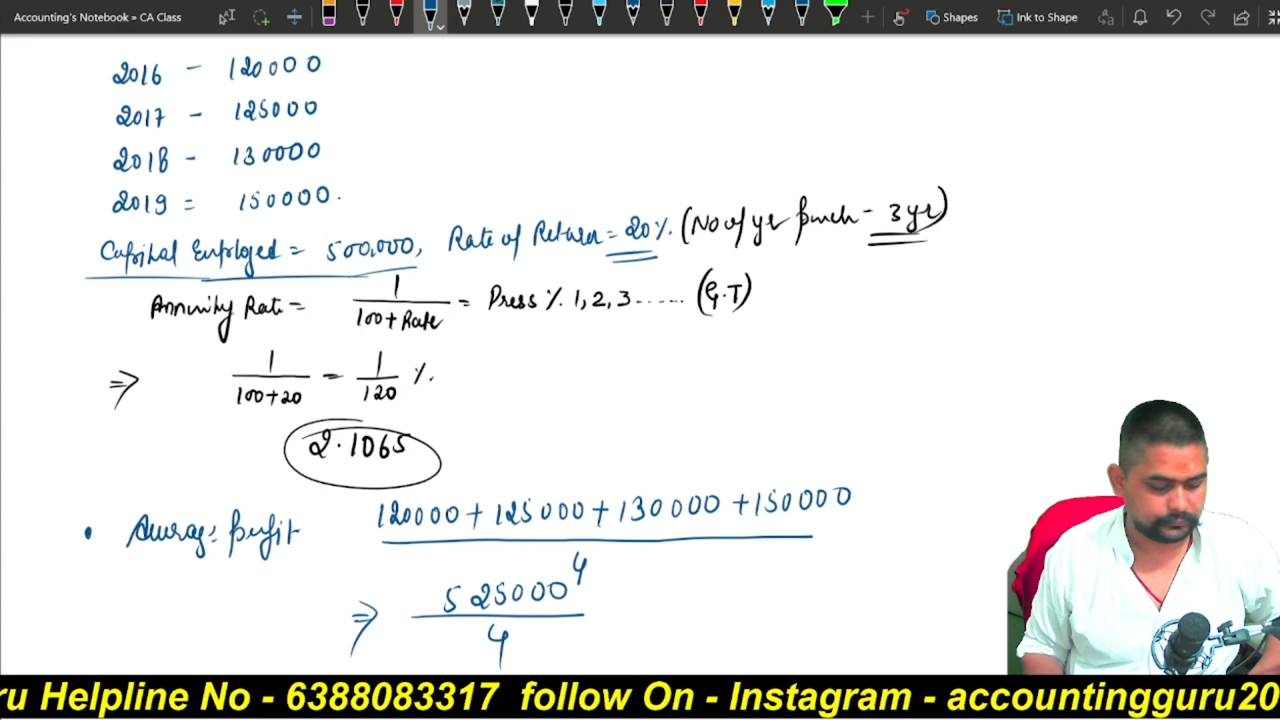 Accounting's Notebook » CA Class
Shapes
Ink to Shape
2016 - 120000
2017 - 125000
2018 - 130000
2019 = 150000.
Capital Employed = 500,000, Rate of Return = 20%. (No of yr purch - 3 yr)
Annuity Rate = 1 / 100 + Rate = Press % 1, 2, 3 ...... (G.T)
⇒ 1 / 100+20 = 1 / 120 %.
2.1065
• Average profit 120000 + 125000 + 130000 + 150000
4
⇒ 525000 / 4
ru Helpline No - 6388083317 follow On - Instagram - accountingguru20